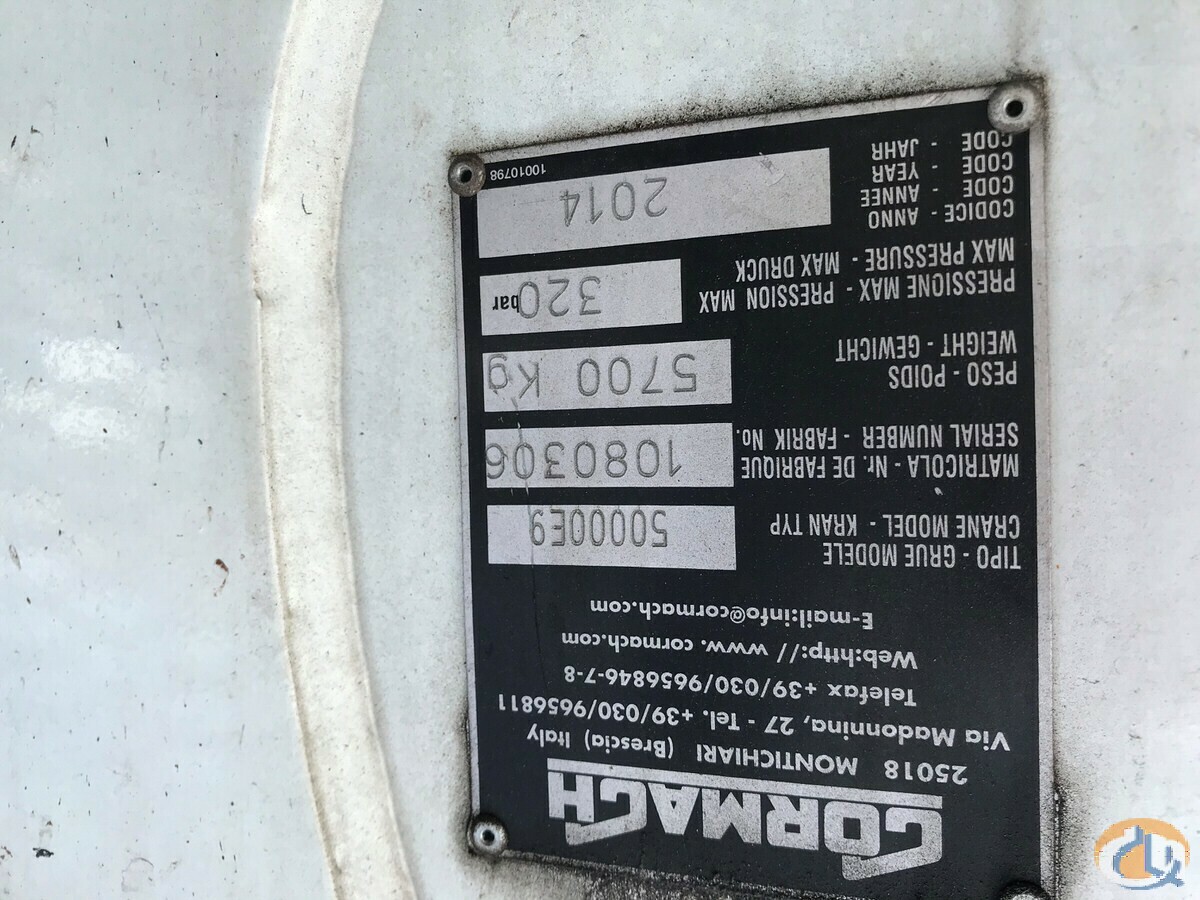 CORMACH
25018 MONTICHIARI (Brescia) Italy
Via Madonnina, 27 - Tel. +39/030/9656811
Telefax +39/030/9656846-7-8
Web:http:// www. cormach.com
E-mail:info@cormach.com
TIPO - GRUE MODELE
CRANE MODEL - KRAN TYP
50000E9
MATRICOLA - Nr. DE FABRIQUE
SERIAL NUMBER - FABRIK No.
1080306
PESO - POIDS
WEIGHT - GEWICHT
5700 Kg
PRESSIONE MAX - PRESSION MAX
MAX PRESSURE - MAX DRUCK
320 bar
CODICE - ANNO
CODE - ANNEE
CODE - YEAR
CODE - JAHR
2014
10010798